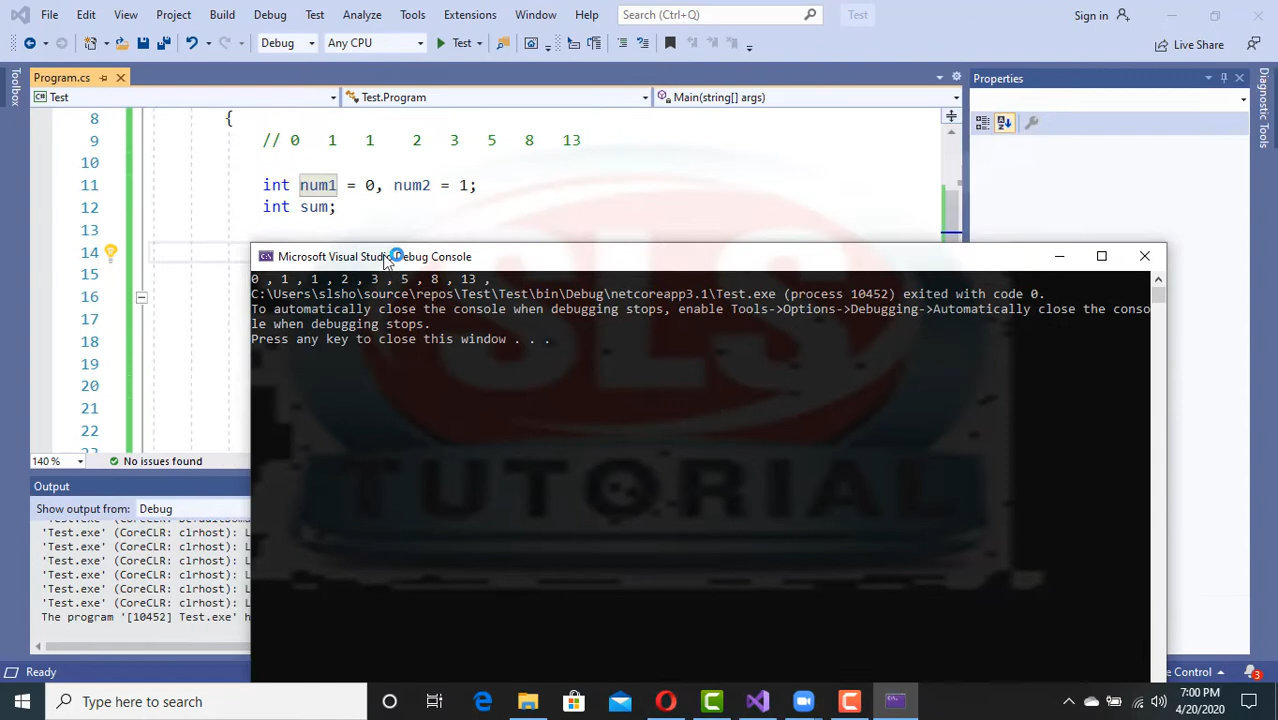 File Edit View Project Build Debug Test Analyze Tools Extensions Window Help Search (Ctrl+Q) Test Sign in
Debug Any CPU Test Live Share
Program.cs
Test Test.Program Main(string[] args)
Toolbox
8 {
9 // 0 1 1 2 3 5 8 13
10
11 int num1 = 0, num2 = 1;
12 int sum;
13
14
15
16
17
18
19
20
21
22
140 % No issues found
Properties
Diagnostic Tools
Microsoft Visual Studio Debug Console
0 , 1 , 1 , 2 , 3 , 5 , 8 , 13 ,
C:\Users\slsho\source\repos\Test\Test\bin\Debug\netcoreapp3.1\Test.exe (process 10452) exited with code 0.
To automatically close the console when debugging stops, enable Tools->Options->Debugging->Automatically close the conso
le when debugging stops.
Press any key to close this window . . .
SLS
TUTORIAL
Output
Show output from: Debug
'Test.exe' (CoreCLR: clrhost): L
'Test.exe' (CoreCLR: clrhost): L
'Test.exe' (CoreCLR: clrhost): L
'Test.exe' (CoreCLR: clrhost): L
'Test.exe' (CoreCLR: clrhost): L
The program '[10452] Test.exe' h
Ready
Control
3
Type here to search
7:00 PM
4/20/2020